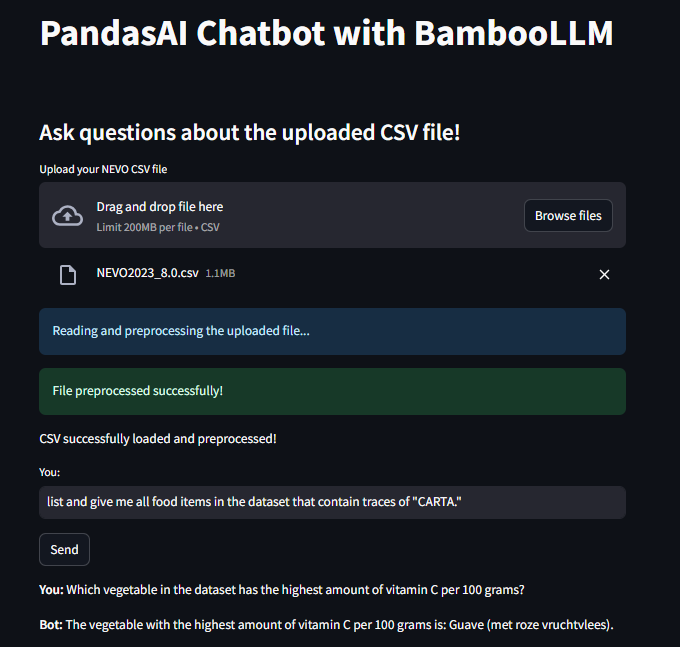 PandasAI Chatbot with BambooLLM
Ask questions about the uploaded CSV file!
Upload your NEVO CSV file
Drag and drop file here
Limit 200MB per file • CSV
Browse files
NEVO2023_8.0.csv 1.1MB
Reading and preprocessing the uploaded file...
File preprocessed successfully!
CSV successfully loaded and preprocessed!
You:
list and give me all food items in the dataset that contain traces of "CARTA."
Send
You: Which vegetable in the dataset has the highest amount of vitamin C per 100 grams?
Bot: The vegetable with the highest amount of vitamin C per 100 grams is: Guave (met roze vruchtvlees).